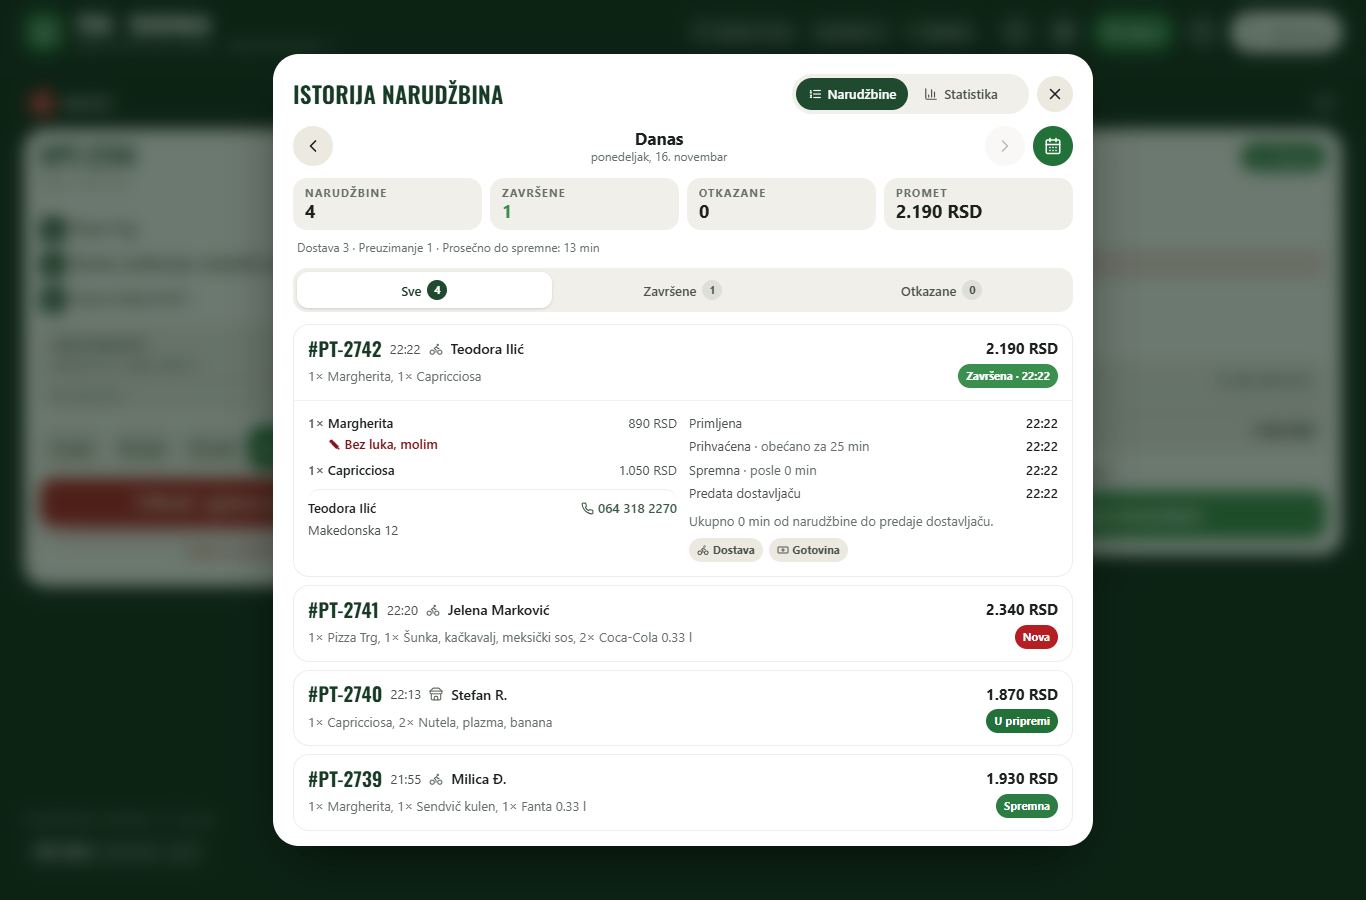 ISTORIJA NARUDŽBINA
Narudžbine
Statistika
Danas
ponedeljak, 16. novembar
NARUDŽBINE
4
ZAVRŠENE
1
OTKAZANE
0
PROMET
2.190 RSD
Dostava 3 · Preuzimanje 1 · Prosečno do spremne: 13 min
Sve 4
Završene 1
Otkazane 0
#PT-2742 22:22 Teodora Ilić 2.190 RSD
1× Margherita, 1× Capricciosa Završena · 22:22
1× Margherita 890 RSD
Bez luka, molim
1× Capricciosa 1.050 RSD
Teodora Ilić 064 318 2270
Makedonska 12
Primljena 22:22
Prihvaćena · obećano za 25 min 22:22
Spremna · posle 0 min 22:22
Predata dostavljaču 22:22
Ukupno 0 min od narudžbine do predaje dostavljaču.
Dostava Gotovina
#PT-2741 22:20 Jelena Marković 2.340 RSD
1× Pizza Trg, 1× Šunka, kačkavalj, meksički sos, 2× Coca-Cola 0.33 l Nova
#PT-2740 22:13 Stefan R. 1.870 RSD
1× Capricciosa, 2× Nutela, plazma, banana U pripremi
#PT-2739 21:55 Milica Đ. 1.930 RSD
1× Margherita, 1× Sendvič kulen, 1× Fanta 0.33 l Spremna